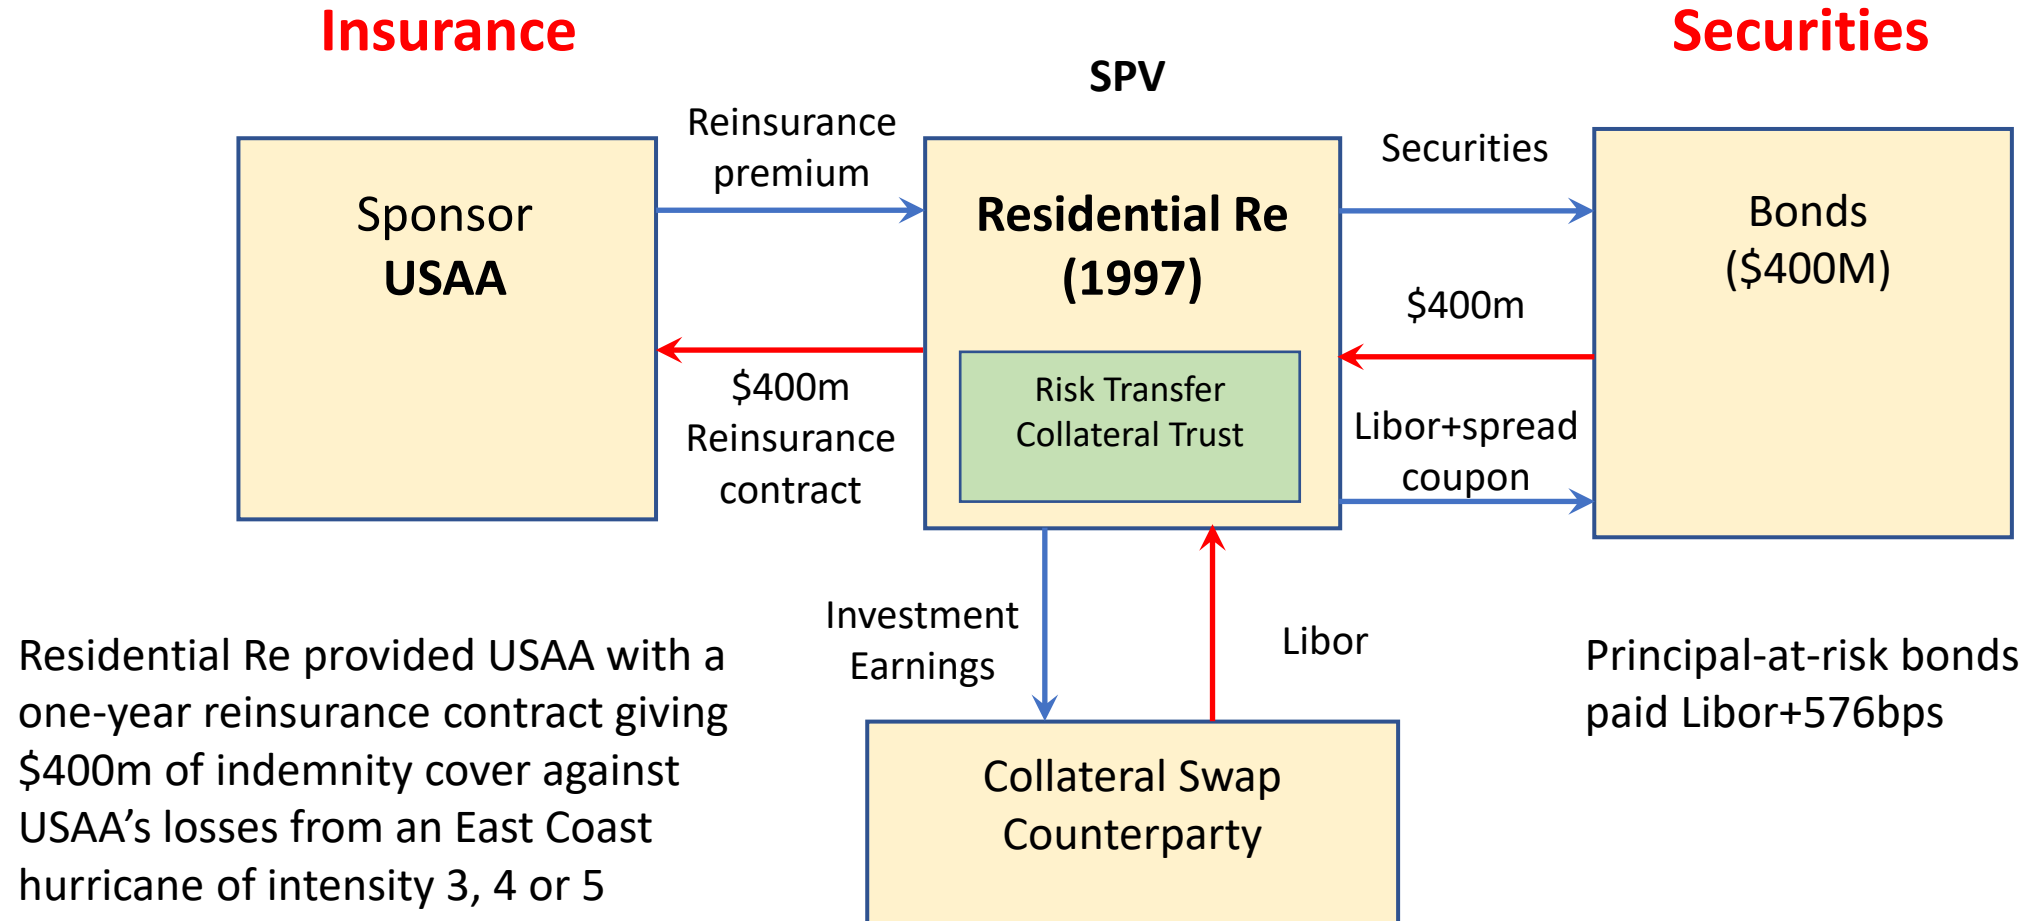 Insurance
Securities
SPV
Reinsurance
premium
Securities
Sponsor
USAA
Residential Re
(1997)
Bonds
($400M)
$400m
$400m
Reinsurance
contract
Risk Transfer
Collateral Trust
Libor+spread
coupon
Investment
Earnings
Libor
Residential Re provided USAA with a
one-year reinsurance contract giving
$400m of indemnity cover against
USAA’s losses from an East Coast
hurricane of intensity 3, 4 or 5
Principal-at-risk bonds
paid Libor+576bps
Collateral Swap
Counterparty